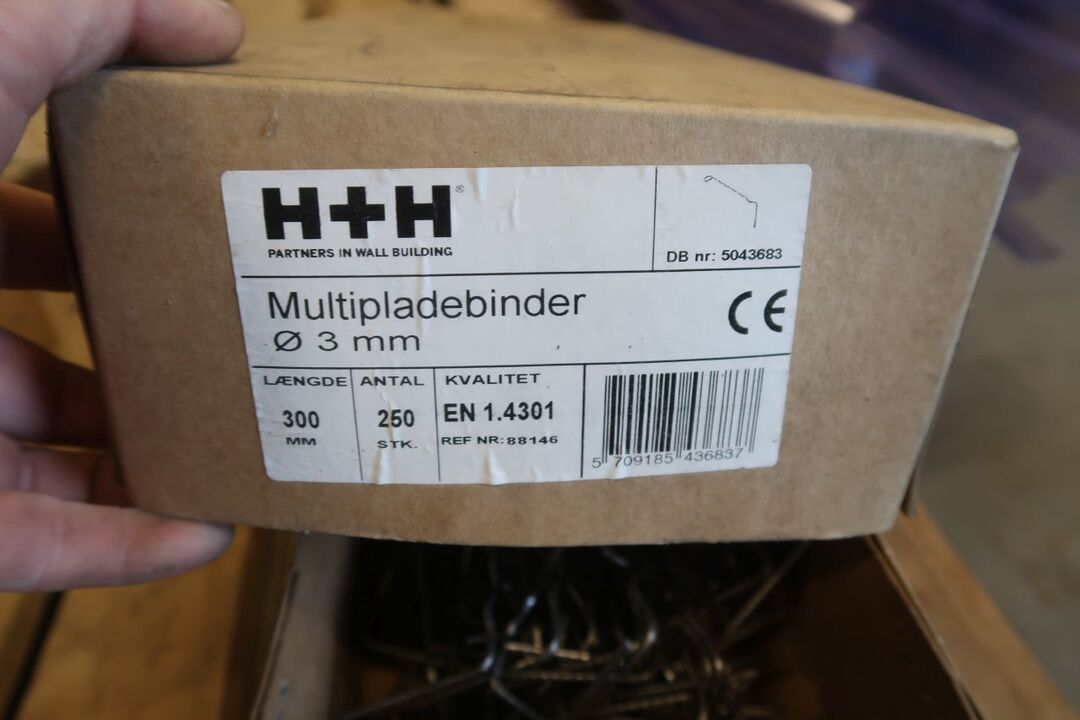 H+H®
PARTNERS IN WALL BUILDING
DB nr: 5043683
Multipladebinder
Ø 3 mm
CE
LÆNGDE
300
MM
ANTAL
250
STK.
KVALITET
EN 1.4301
REF NR: 88146
5 709185 436837